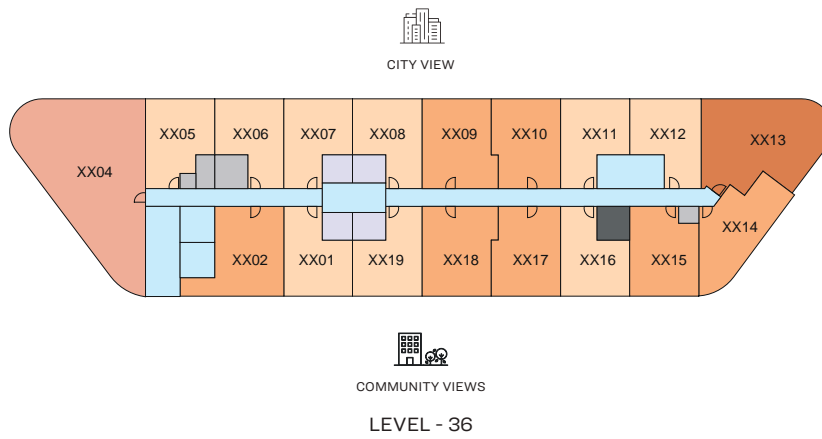 CITY VIEW
XX05
XX06
XX07
XX08
XX09
XX10
XX11
XX12
XX13
XX04
XX14
XX02
XX01
XX19
XX18
XX17
XX16
XX15
COMMUNITY VIEWS
LEVEL - 36